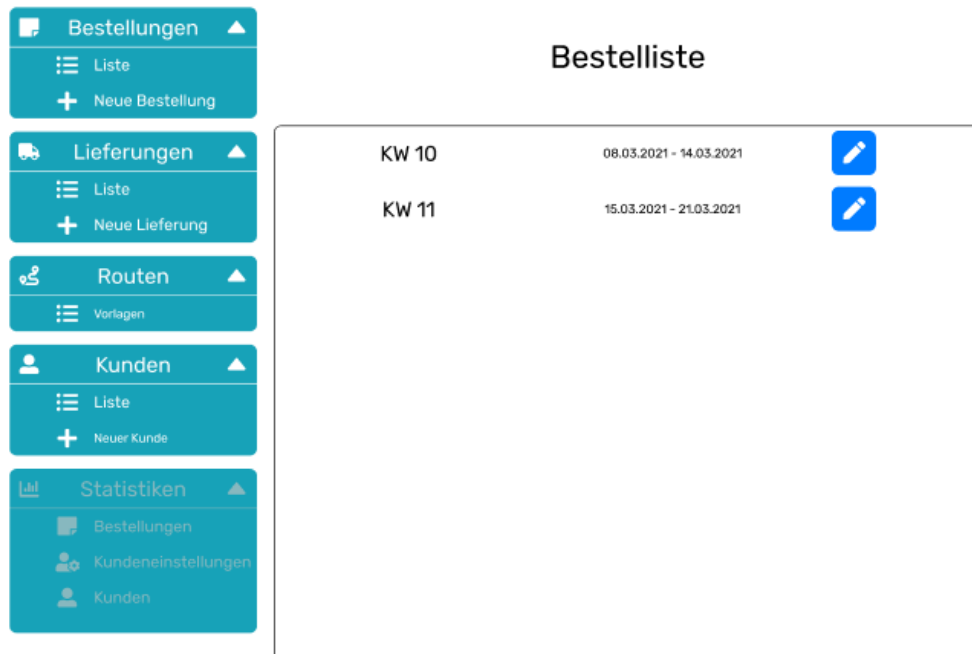 Bestellungen
Liste
Neue Bestellung
Lieferungen
Liste
Neue Lieferung
Routen
Vorlagen
Kunden
Liste
Neuer Kunde
Statistiken
Bestellungen
Kundeneinstellungen
Kunden
Bestelliste
KW 10 08.03.2021 - 14.03.2021
KW 11 15.03.2021 - 21.03.2021